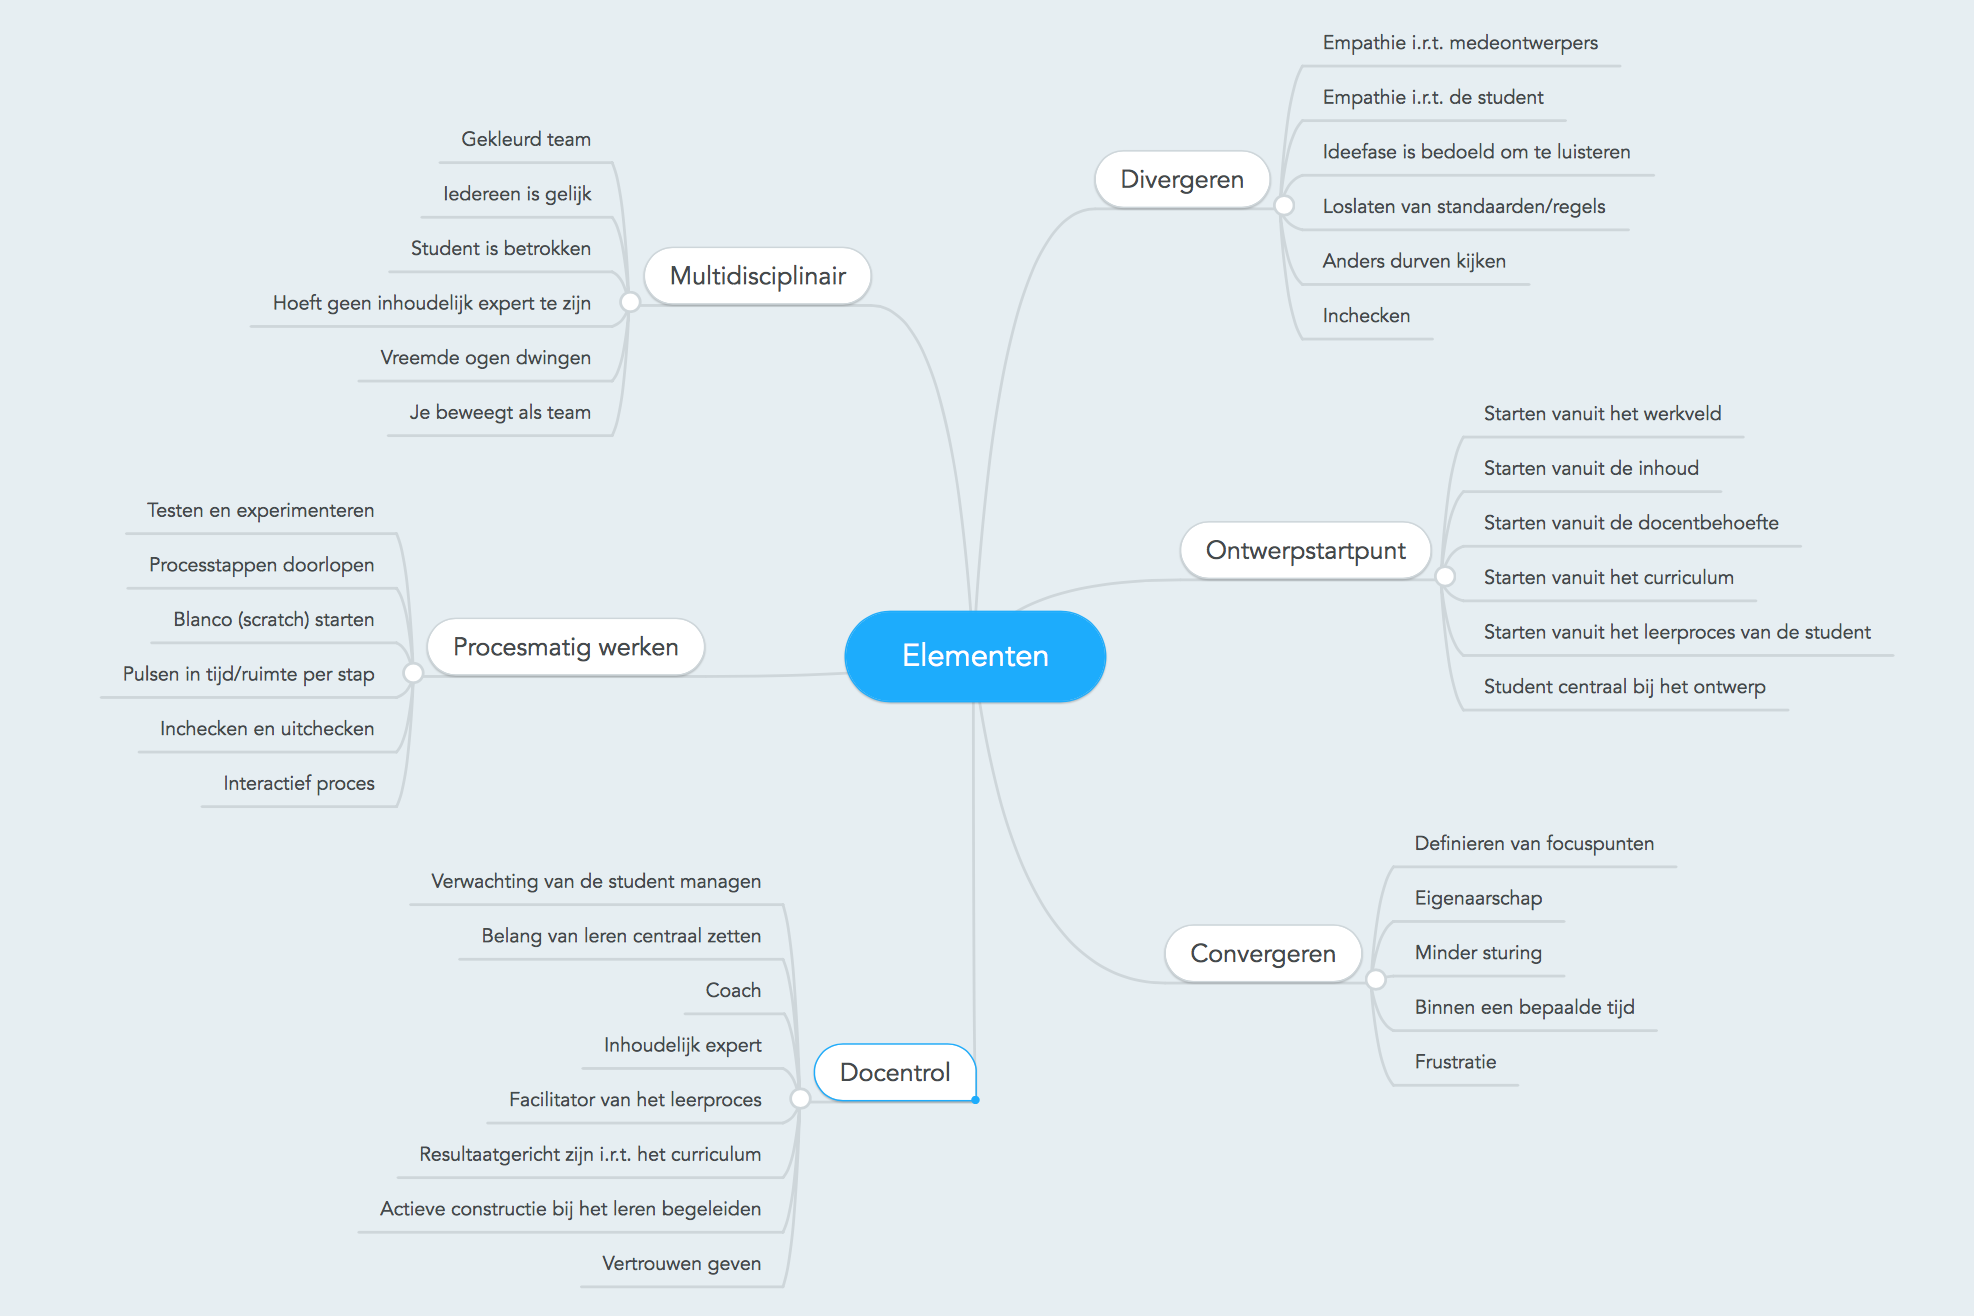 Elementen
Divergeren
Empathie i.r.t. medeontwerpers
Empathie i.r.t. de student
Ideefase is bedoeld om te luisteren
Loslaten van standaarden/regels
Anders durven kijken
Inchecken
Ontwerpstartpunt
Starten vanuit het werkveld
Starten vanuit de inhoud
Starten vanuit de docentbehoefte
Starten vanuit het curriculum
Starten vanuit het leerproces van de student
Student centraal bij het ontwerp
Convergeren
Definieren van focuspunten
Eigenaarschap
Minder sturing
Binnen een bepaalde tijd
Frustratie
Multidisciplinair
Gekleurd team
Iedereen is gelijk
Student is betrokken
Hoeft geen inhoudelijk expert te zijn
Vreemde ogen dwingen
Je beweegt als team
Procesmatig werken
Testen en experimenteren
Processtappen doorlopen
Blanco (scratch) starten
Pulsen in tijd/ruimte per stap
Inchecken en uitchecken
Interactief proces
Docentrol
Verwachting van de student managen
Belang van leren centraal zetten
Coach
Inhoudelijk expert
Facilitator van het leerproces
Resultaatgericht zijn i.r.t. het curriculum
Actieve constructie bij het leren begeleiden
Vertrouwen geven